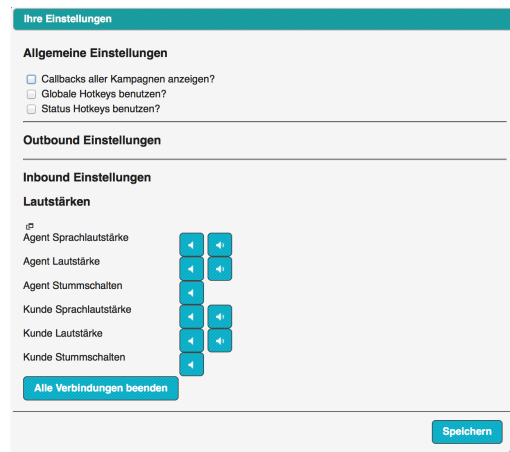 Ihre Einstellungen
Allgemeine Einstellungen
Callbacks aller Kampagnen anzeigen?
Globale Hotkeys benutzen?
Status Hotkeys benutzen?
Outbound Einstellungen
Inbound Einstellungen
Lautstärken
Agent Sprachlautstärke
Agent Lautstärke
Agent Stummschalten
Kunde Sprachlautstärke
Kunde Lautstärke
Kunde Stummschalten
Alle Verbindungen beenden
Speichern